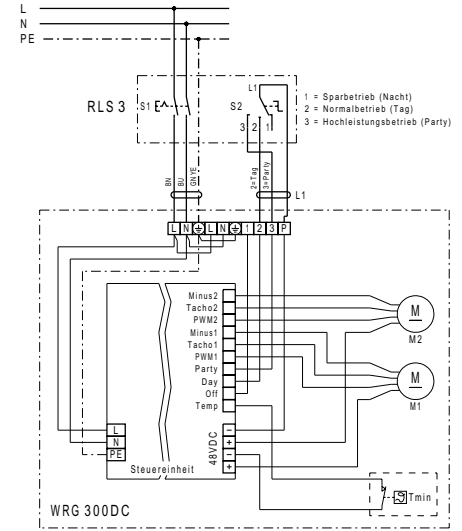 L
N
PE
RLS 3
S1
S2
L1
3 2 1
1 = Sparbetrieb (Nacht)
2 = Normalbetrieb (Tag)
3 = Hochleistungsbetrieb (Party)
BN
BU
GNYE
2=Tag
3=Party
L1
L N L N 1 2 3 P
Minus2
Tacho2
PWM2
Minus1
Tacho1
PWM1
Party
Day
Off
Temp
M
M2
M
M1
L
N
PE
Steuereinheit
48VDC
–
+
–
+
Tmin
WRG 300DC